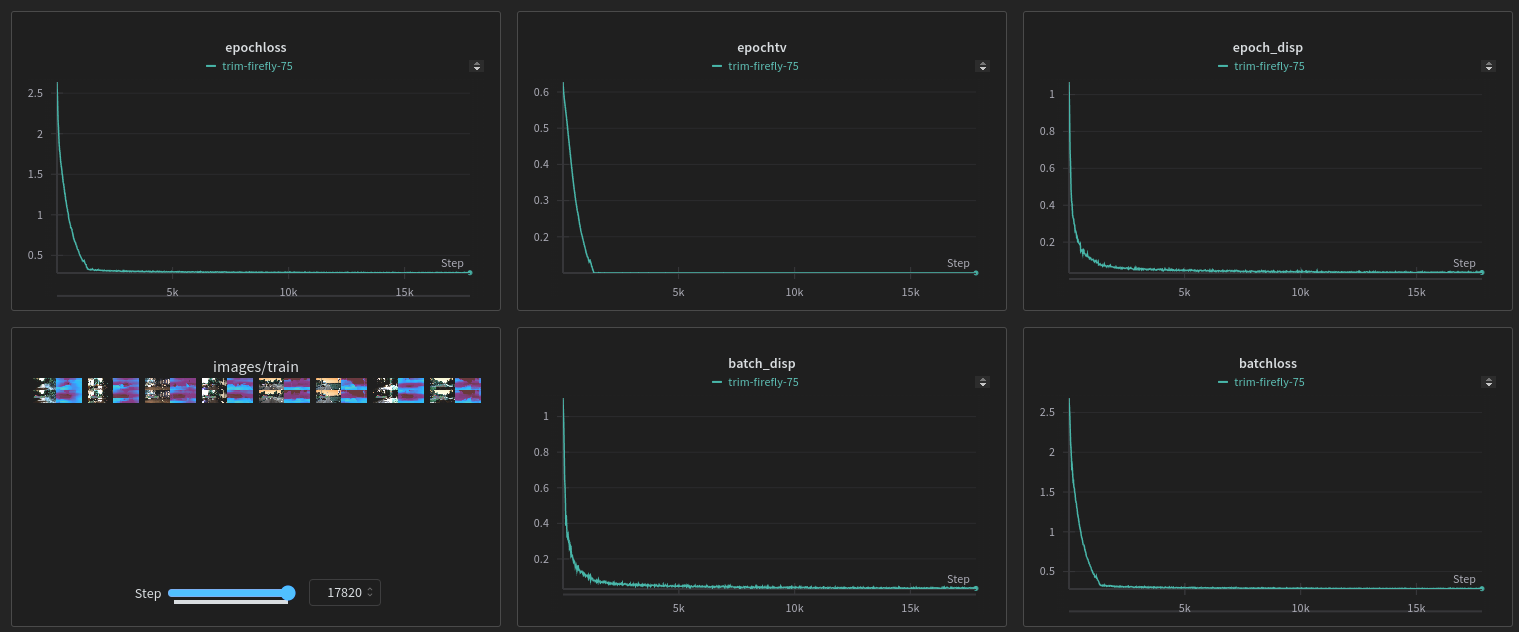 epochloss
trim-firefly-75
2.5
2
1.5
1
0.5
Step
5k 10k 15k
epochtv
trim-firefly-75
0.6
0.5
0.4
0.3
0.2
Step
5k 10k 15k
epoch_disp
trim-firefly-75
1
0.8
0.6
0.4
0.2
Step
5k 10k 15k
images/train
Step 17820
batch_disp
trim-firefly-75
1
0.8
0.6
0.4
0.2
Step
5k 10k 15k
batchloss
trim-firefly-75
2.5
2
1.5
1
0.5
Step
5k 10k 15k